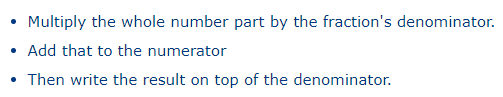 • Multiply the whole number part by the fraction's denominator.
• Add that to the numerator
• Then write the result on top of the denominator.